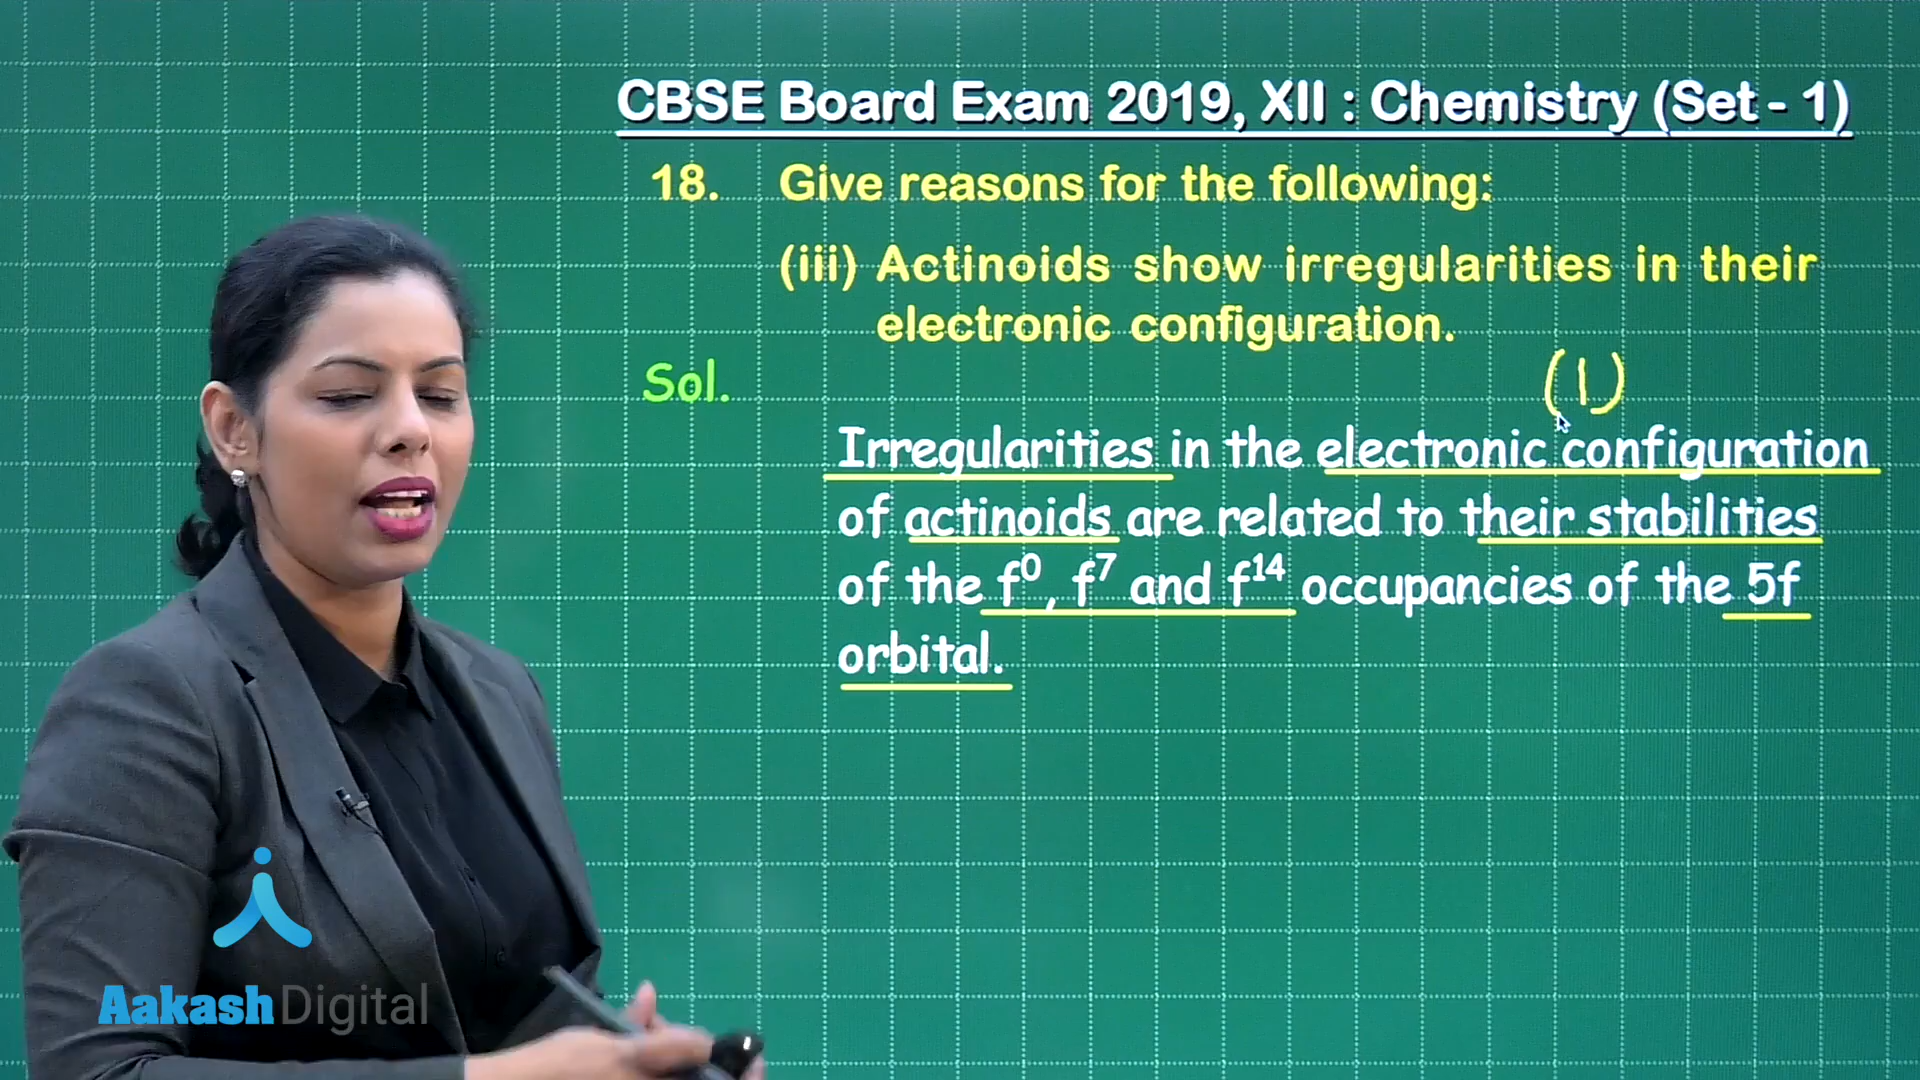 CBSE Board Exam 2019, XII : Chemistry (Set - 1)
18. Give reasons for the following:
(iii) Actinoids show irregularities in their
electronic configuration.
(1)
Sol.
Irregularities in the electronic configuration
of actinoids are related to their stabilities
of the f⁰, f⁷ and f¹⁴ occupancies of the 5f
orbital.
Aakash Digital